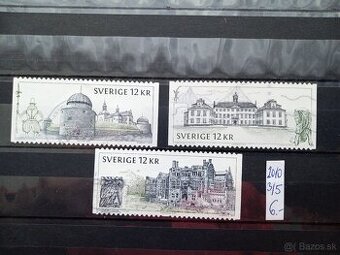 SVERIGE 12 KR
SVERIGE
12 KR
SVERIGE 12 KR
2010
3/5
6.-
© Bazos.sk